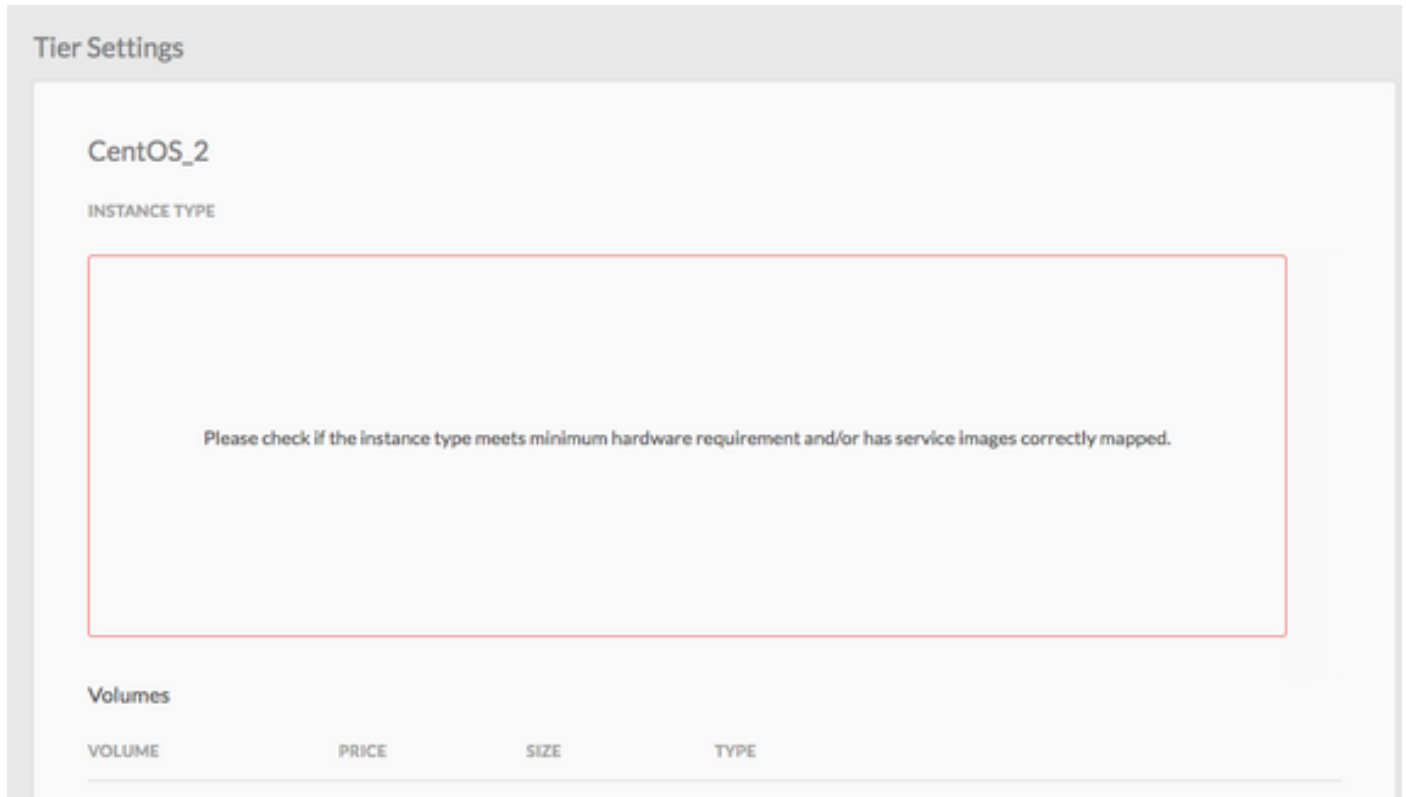 Tier Settings
CentOS_2
INSTANCE TYPE
Please check if the instance type meets minimum hardware requirement and/or has service images correctly mapped.
Volumes
VOLUME PRICE SIZE TYPE